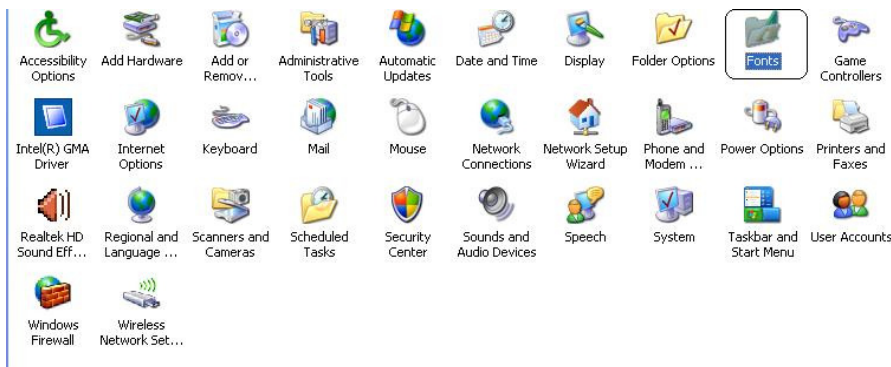 Accessibility Options
Add Hardware
Add or Remov...
Administrative Tools
Automatic Updates
Date and Time
Display
Folder Options
Fonts
Game Controllers
Intel(R) GMA Driver
Internet Options
Keyboard
Mail
Mouse
Network Connections
Network Setup Wizard
Phone and Modem ...
Power Options
Printers and Faxes
Realtek HD Sound Eff...
Regional and Language ...
Scanners and Cameras
Scheduled Tasks
Security Center
Sounds and Audio Devices
Speech
System
Taskbar and Start Menu
User Accounts
Windows Firewall
Wireless Network Set...